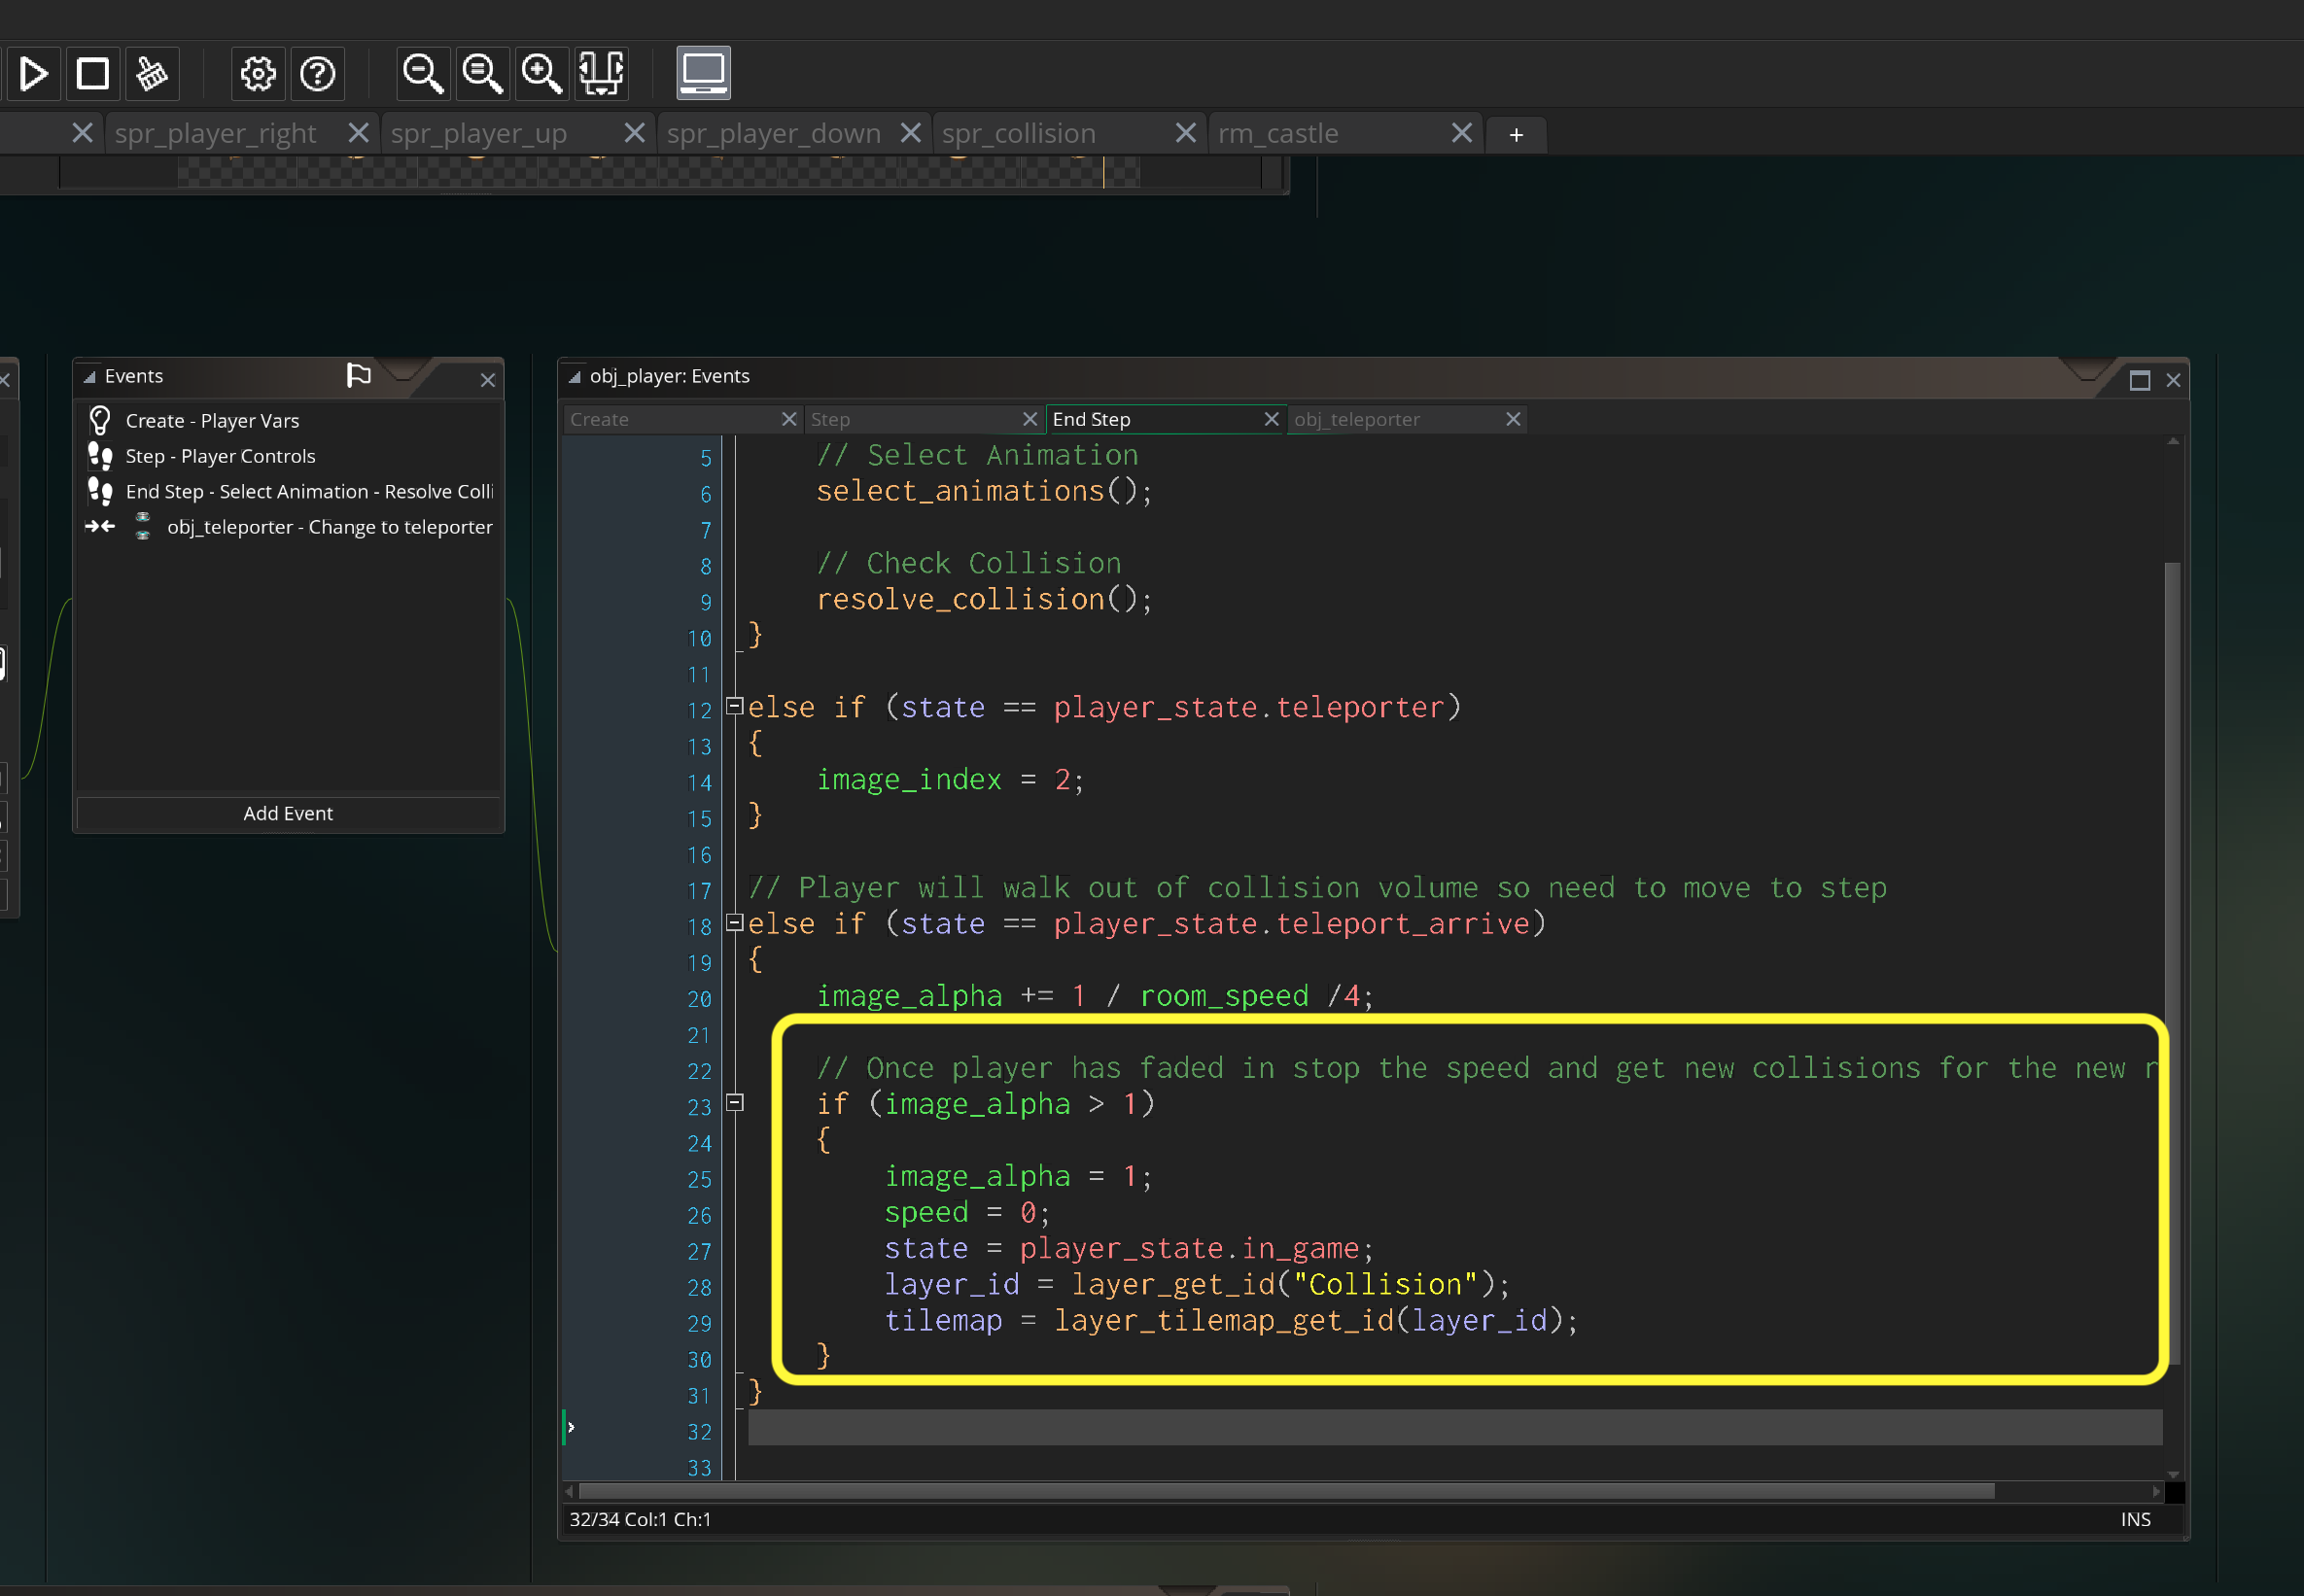 spr_player_right
spr_player_up
spr_player_down
spr_collision
rm_castle
+
Events
Create - Player Vars
Step - Player Controls
End Step - Select Animation - Resolve Colli
obj_teleporter - Change to teleporter
Add Event
obj_player: Events
Create
Step
End Step
obj_teleporter
5 // Select Animation
6 select_animations();
7
8 // Check Collision
9 resolve_collision();
10 }
11
12 else if (state == player_state.teleporter)
13 {
14 image_index = 2;
15 }
16
17 // Player will walk out of collision volume so need to move to step
18 else if (state == player_state.teleport_arrive)
19 {
20 image_alpha += 1 / room_speed /4;
21
22 // Once player has faded in stop the speed and get new collisions for the new r
23 if (image_alpha > 1)
24 {
25 image_alpha = 1;
26 speed = 0;
27 state = player_state.in_game;
28 layer_id = layer_get_id("Collision");
29 tilemap = layer_tilemap_get_id(layer_id);
30 }
31 }
32
33
32/34 Col:1 Ch:1
INS